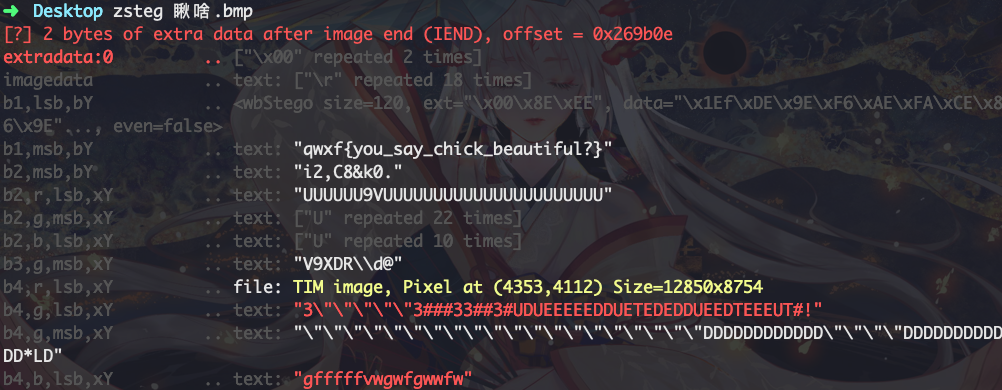 ➜ Desktop zsteg 瞅啥.bmp
[?] 2 bytes of extra data after image end (IEND), offset = 0x269b0e
extradata:0 .. ["\x00" repeated 2 times]
imagedata .. text: ["\r" repeated 18 times]
b1,lsb,bY .. <wbStego size=120, ext="\x00\x8E\xEE", data="\x1Ef\xDE\x9E\xF6\xAE\xFA\xCE\x8
6\x9E"..., even=false>
b1,msb,bY .. text: "qwxf{you_say_chick_beautiful?}"
b2,msb,bY .. text: "i2,C8&k0."
b2,r,lsb,xY .. text: "UUUUUU9VUUUUUUUUUUUUUUUUUUUUUU"
b2,g,msb,xY .. text: ["U" repeated 22 times]
b2,b,lsb,xY .. text: ["U" repeated 10 times]
b3,g,msb,xY .. text: "V9XDR\\d@"
b4,r,lsb,xY .. file: TIM image, Pixel at (4353,4112) Size=12850x8754
b4,g,lsb,xY .. text: "3\"\"\"\"\"3###33##3#UDUEEEEEDDUETEDEDDUEEDTEEEUT#!"
b4,g,msb,xY .. text: "\"\"\"\"\"\"\"\"\"\"\"\"\"\"\"\"\"\"\"\"\"DDDDDDDDDDDD\"\"\"\"DDDDDDDDDD
DD*LD"
b4,b,lsb,xY .. text: "gfffffvwgwfgwwfw"